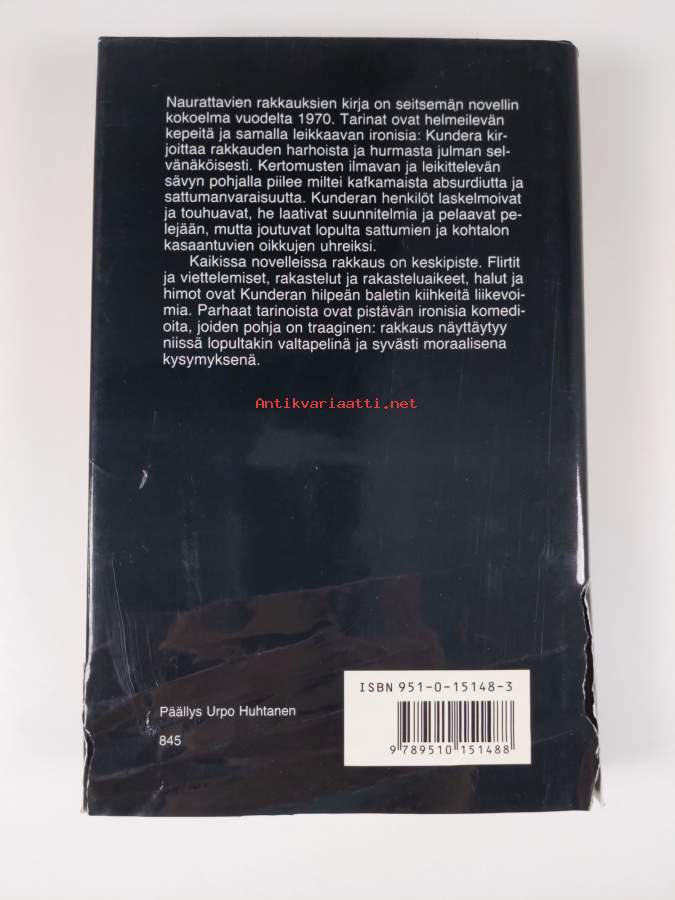 Naurattavien rakkauksien kirja on seitsemän novellin
kokoelma vuodelta 1970. Tarinat ovat helmeilevän
kepeitä ja samalla leikkaavan ironisia: Kundera kir-
joittaa rakkauden harhoista ja hurmasta julman sel-
vänäköisesti. Kertomusten ilmavan ja leikittelevän
sävyn pohjalla piilee miltei kafkamaista absurdiutta ja
sattumanvaraisuutta. Kunderan henkilöt laskelmoivat
ja touhuavat, he laativat suunnitelmia ja pelaavat pe-
lejään, mutta joutuvat lopulta sattumien ja kohtalon
kasaantuvien oikkujen uhreiksi.
Kaikissa novelleissa rakkaus on keskipiste. Flirtit
ja viettelemiset, rakastelut ja rakasteluaikeet, halut ja
himot ovat Kunderan hilpeän baletin kiihkeitä liikevoi-
mia. Parhaat tarinoista ovat pistävän ironisia komedi-
oita, joiden pohja on traaginen: rakkaus näyttäytyy
niissä lopultakin valtapelinä ja syvästi moraalisena
kysymyksenä.
Antikvariaatti.net
ISBN 951-0-15148-3
9 789510 151488
Päällys Urpo Huhtanen
845